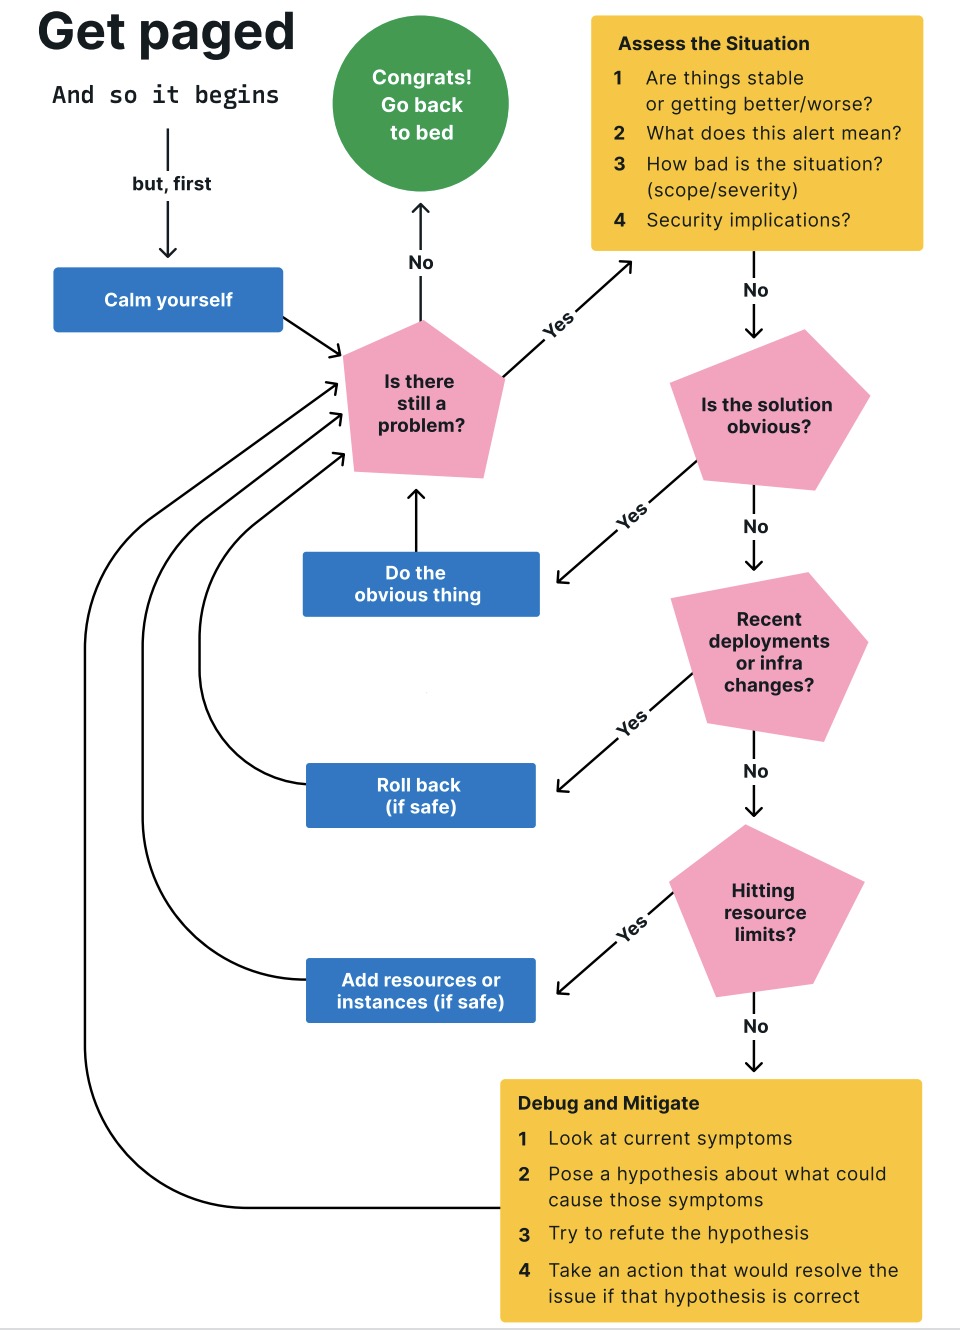 Get paged
And so it begins
but, first
Calm yourself
Congrats!
Go back
to bed
No
Is there
still a
problem?
Yes
Assess the Situation
1 Are things stable
or getting better/worse?
2 What does this alert mean?
3 How bad is the situation?
(scope/severity)
4 Security implications?
No
Is the solution
obvious?
Yes
Do the
obvious thing
No
Recent
deployments
or infra
changes?
Yes
Roll back
(if safe)
No
Hitting
resource
limits?
Yes
Add resources or
instances (if safe)
No
Debug and Mitigate
1 Look at current symptoms
2 Pose a hypothesis about what could
cause those symptoms
3 Try to refute the hypothesis
4 Take an action that would resolve the
issue if that hypothesis is correct